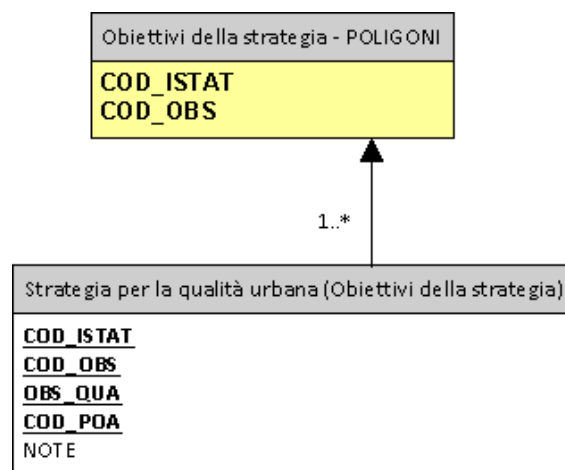 Obiettivi della strategia - POLIGONI
COD_ISTAT
COD_OBS
1..*
Strategia per la qualità urbana (Obiettivi della strategia)
COD_ISTAT
COD_OBS
OBS_QUA
COD_POA
NOTE